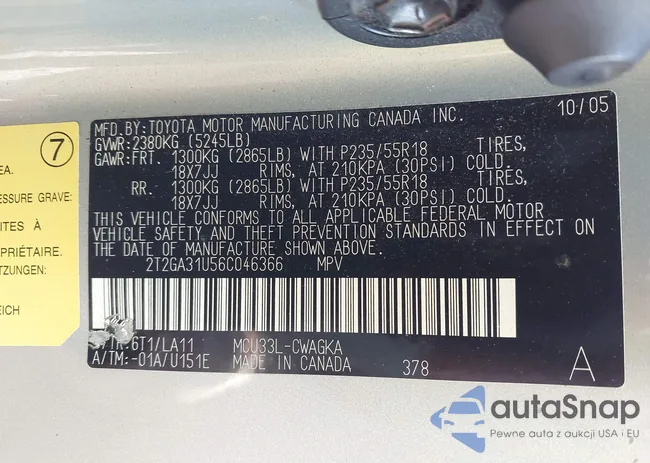 MFD.BY:TOYOTA MOTOR MANUFACTURING CANADA INC. 10/05
GVWR:2380KG (5245LB)
GAWR:FRT. 1300KG (2865LB) WITH P235/55R18 TIRES,
18X7JJ RIMS, AT 210KPA (30PSI) COLD.
RR. 1300KG (2865LB) WITH P235/55R18 TIRES,
18X7JJ RIMS, AT 210KPA (30PSI) COLD.
THIS VEHICLE CONFORMS TO ALL APPLICABLE FEDERAL MOTOR
VEHICLE SAFETY AND THEFT PREVENTION STANDARDS IN EFFECT ON
THE DATE OF MANUFACTURE SHOWN ABOVE.
2T2GA31U56C046366 MPV
6T1/LA11 MCU33L-CWAGKA
A/TM:-01A/U151E MADE IN CANADA 378 A
7
EA.
ESSURE GRAVE:
ITES À
OPRIÉTAIRE.
TZUNGEN:
EICH
autaSnap
Pewne auta z aukcji USA i EU